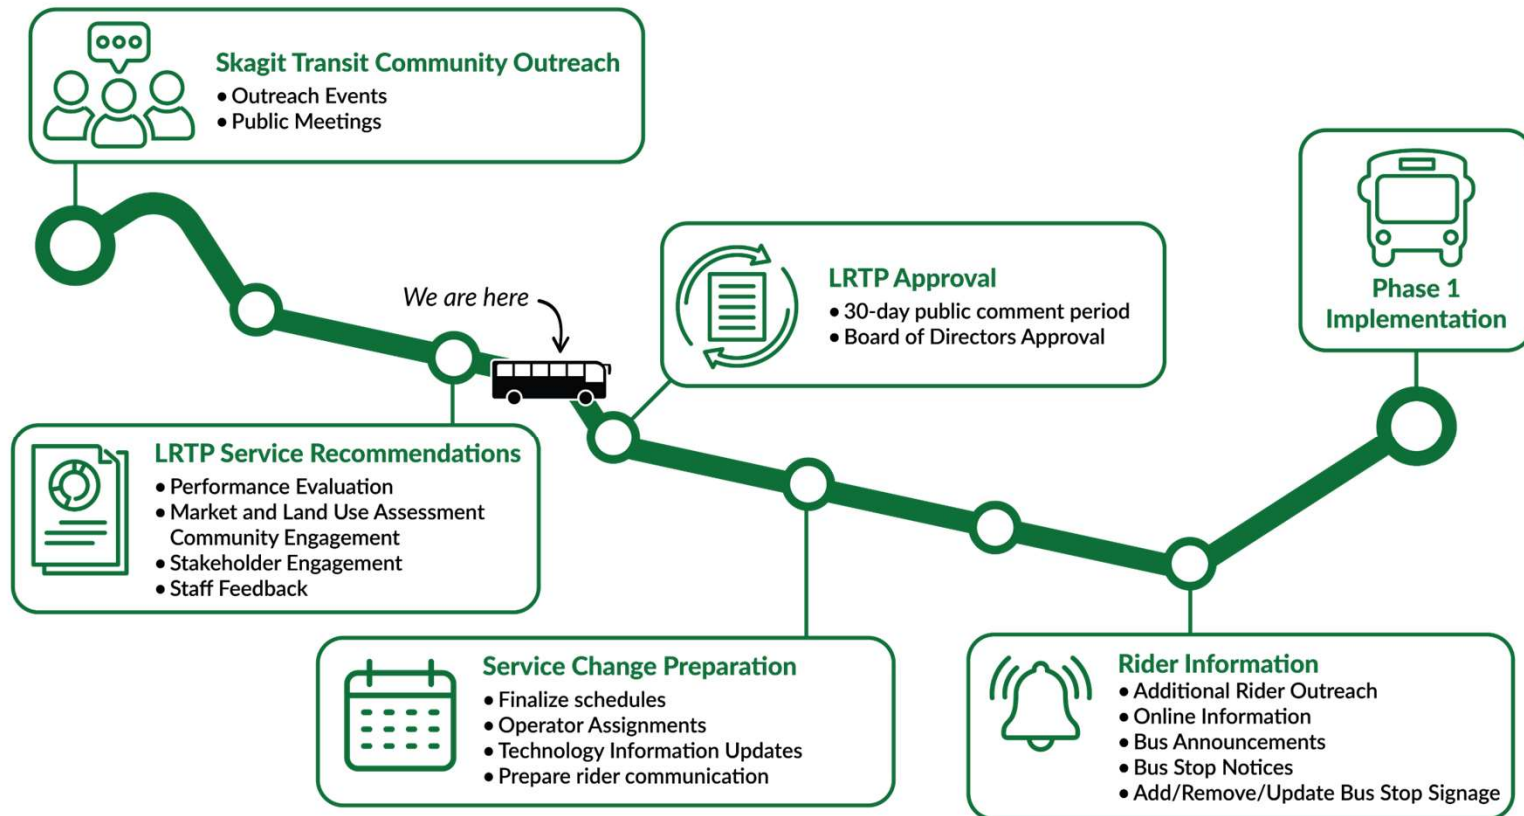 Skagit Transit Community Outreach
• Outreach Events
• Public Meetings
We are here
LRTP Service Recommendations
• Performance Evaluation
• Market and Land Use Assessment
Community Engagement
• Stakeholder Engagement
• Staff Feedback
LRTP Approval
• 30-day public comment period
• Board of Directors Approval
Service Change Preparation
• Finalize schedules
• Operator Assignments
• Technology Information Updates
• Prepare rider communication
Rider Information
• Additional Rider Outreach
• Online Information
• Bus Announcements
• Bus Stop Notices
• Add/Remove/Update Bus Stop Signage
Phase 1
Implementation